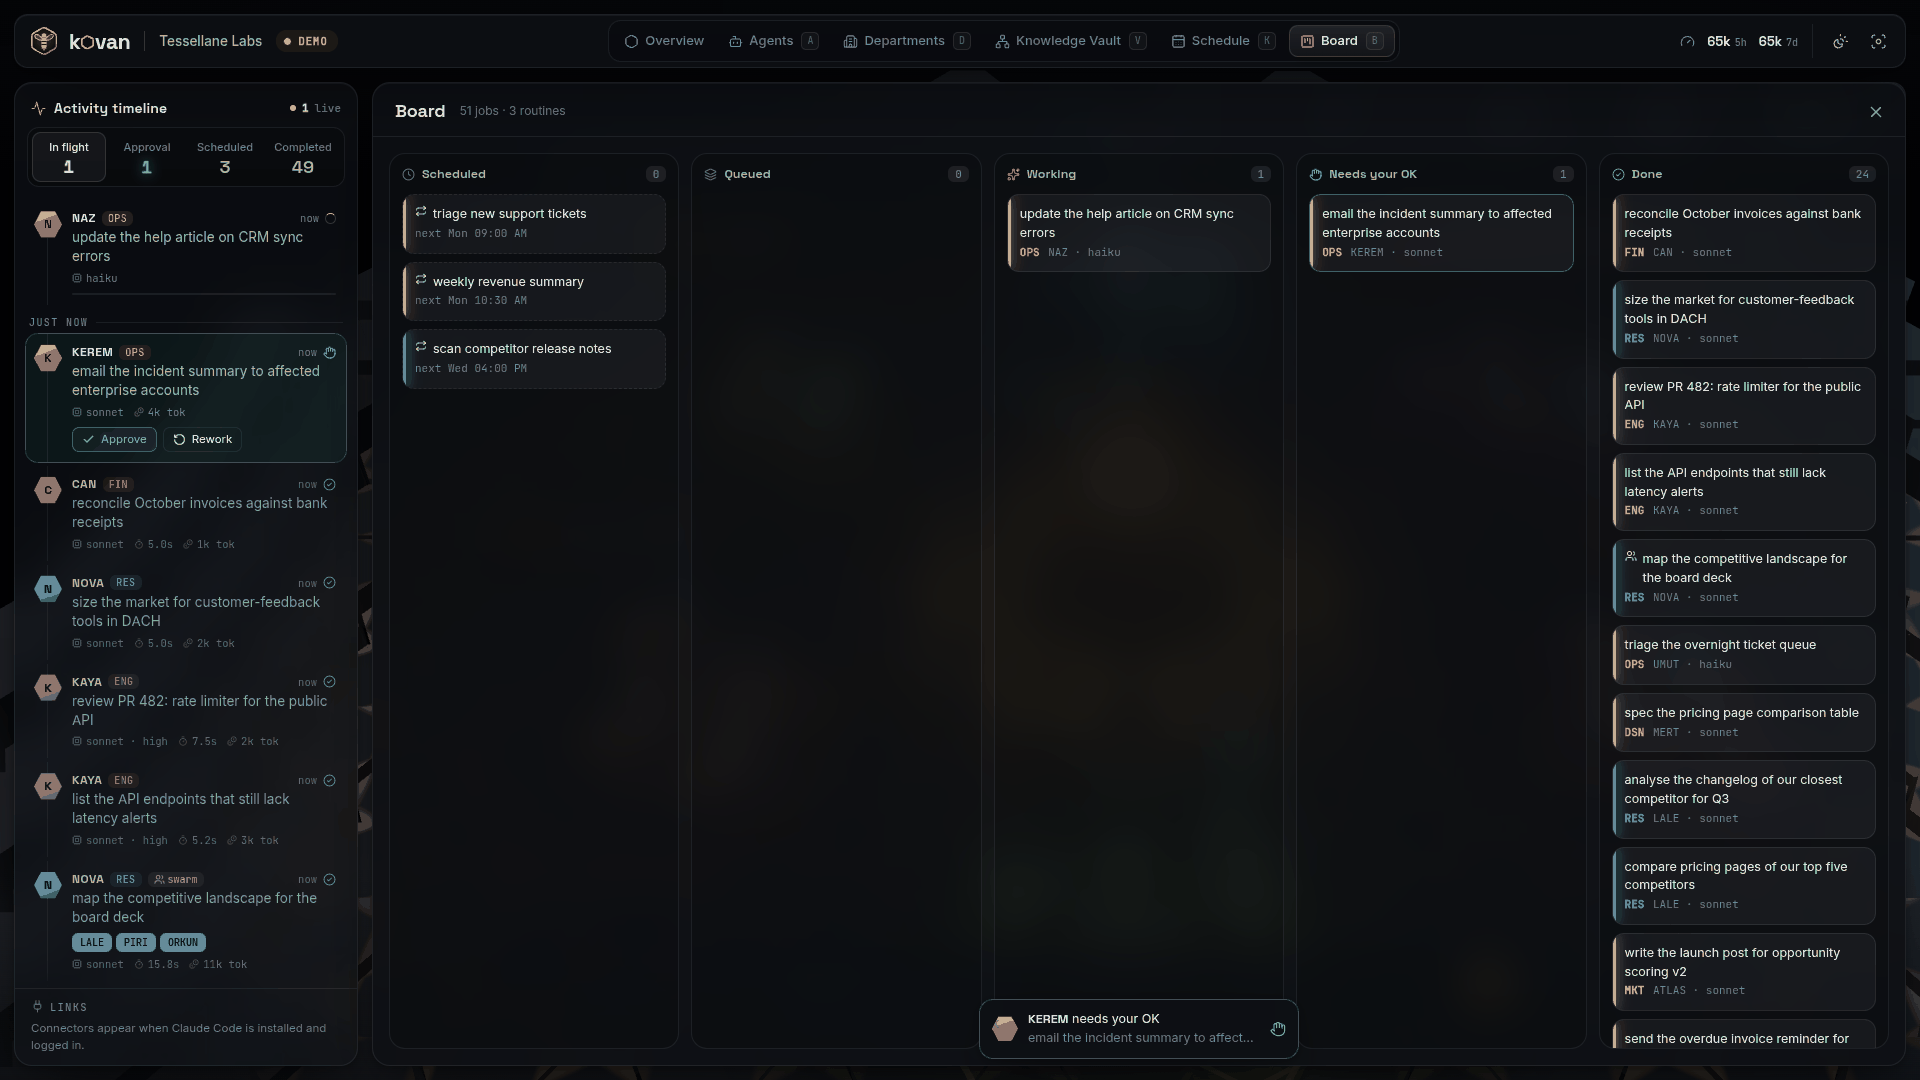 kovan
Tessellane Labs
DEMO
Overview
Agents A
Departments D
Knowledge Vault V
Schedule K
Board B
65k 5h 65k 7d
Activity timeline
1 live
In flight
1
Approval
1
Scheduled
3
Completed
49
NAZ OPS now
update the help article on CRM sync
errors
haiku
JUST NOW
KEREM OPS now
email the incident summary to affected
enterprise accounts
sonnet 4k tok
Approve Rework
CAN FIN now
reconcile October invoices against bank
receipts
sonnet 5.0s 1k tok
NOVA RES now
size the market for customer-feedback
tools in DACH
sonnet 5.0s 2k tok
KAYA ENG now
review PR 482: rate limiter for the public
API
sonnet · high 7.5s 2k tok
KAYA ENG now
list the API endpoints that still lack
latency alerts
sonnet · high 5.2s 3k tok
NOVA RES swarm now
map the competitive landscape for the
board deck
LALE PIRI ORKUN
sonnet 15.8s 11k tok
LINKS
Connectors appear when Claude Code is installed and
logged in.
Board 51 jobs · 3 routines
Scheduled 0
triage new support tickets
next Mon 09:00 AM
weekly revenue summary
next Mon 10:30 AM
scan competitor release notes
next Wed 04:00 PM
Queued 0
Working 1
update the help article on CRM sync
errors
OPS NAZ · haiku
Needs your OK 1
email the incident summary to affected
enterprise accounts
OPS KEREM · sonnet
Done 24
reconcile October invoices against bank
receipts
FIN CAN · sonnet
size the market for customer-feedback
tools in DACH
RES NOVA · sonnet
review PR 482: rate limiter for the public
API
ENG KAYA · sonnet
list the API endpoints that still lack
latency alerts
ENG KAYA · sonnet
map the competitive landscape for
the board deck
RES NOVA · sonnet
triage the overnight ticket queue
OPS UMUT · haiku
spec the pricing page comparison table
DSN MERT · sonnet
analyse the changelog of our closest
competitor for Q3
RES LALE · sonnet
compare pricing pages of our top five
competitors
RES LALE · sonnet
write the launch post for opportunity
scoring v2
MKT ATLAS · sonnet
send the overdue invoice reminder for
KEREM needs your OK
email the incident summary to affect...